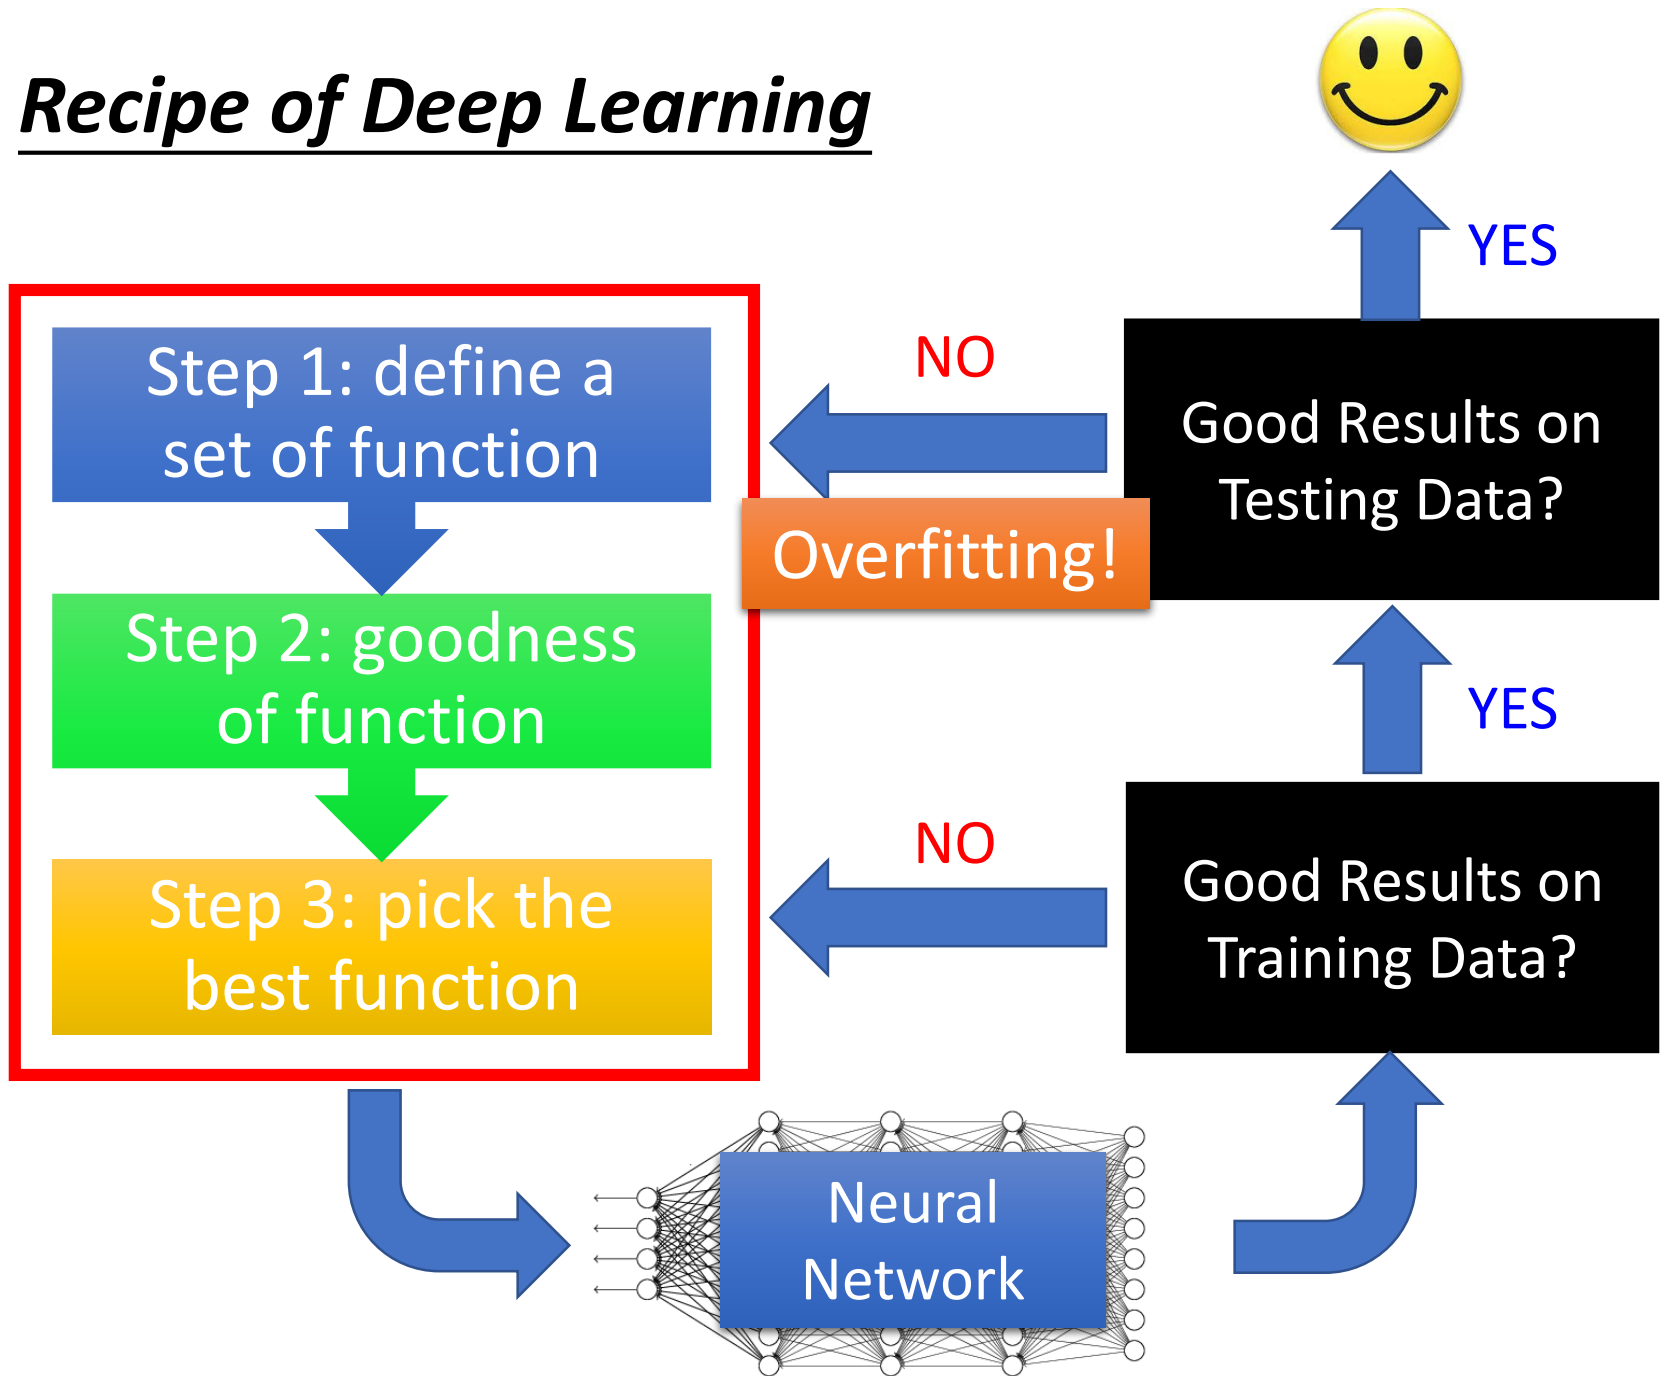 Recipe of Deep Learning
YES
NO
Step 1: define a
set of function
Good Results on
Testing Data?
Overfitting!
Step 2: goodness
of function
YES
NO
Step 3: pick the
best function
Good Results on
Training Data?
Neural
Network